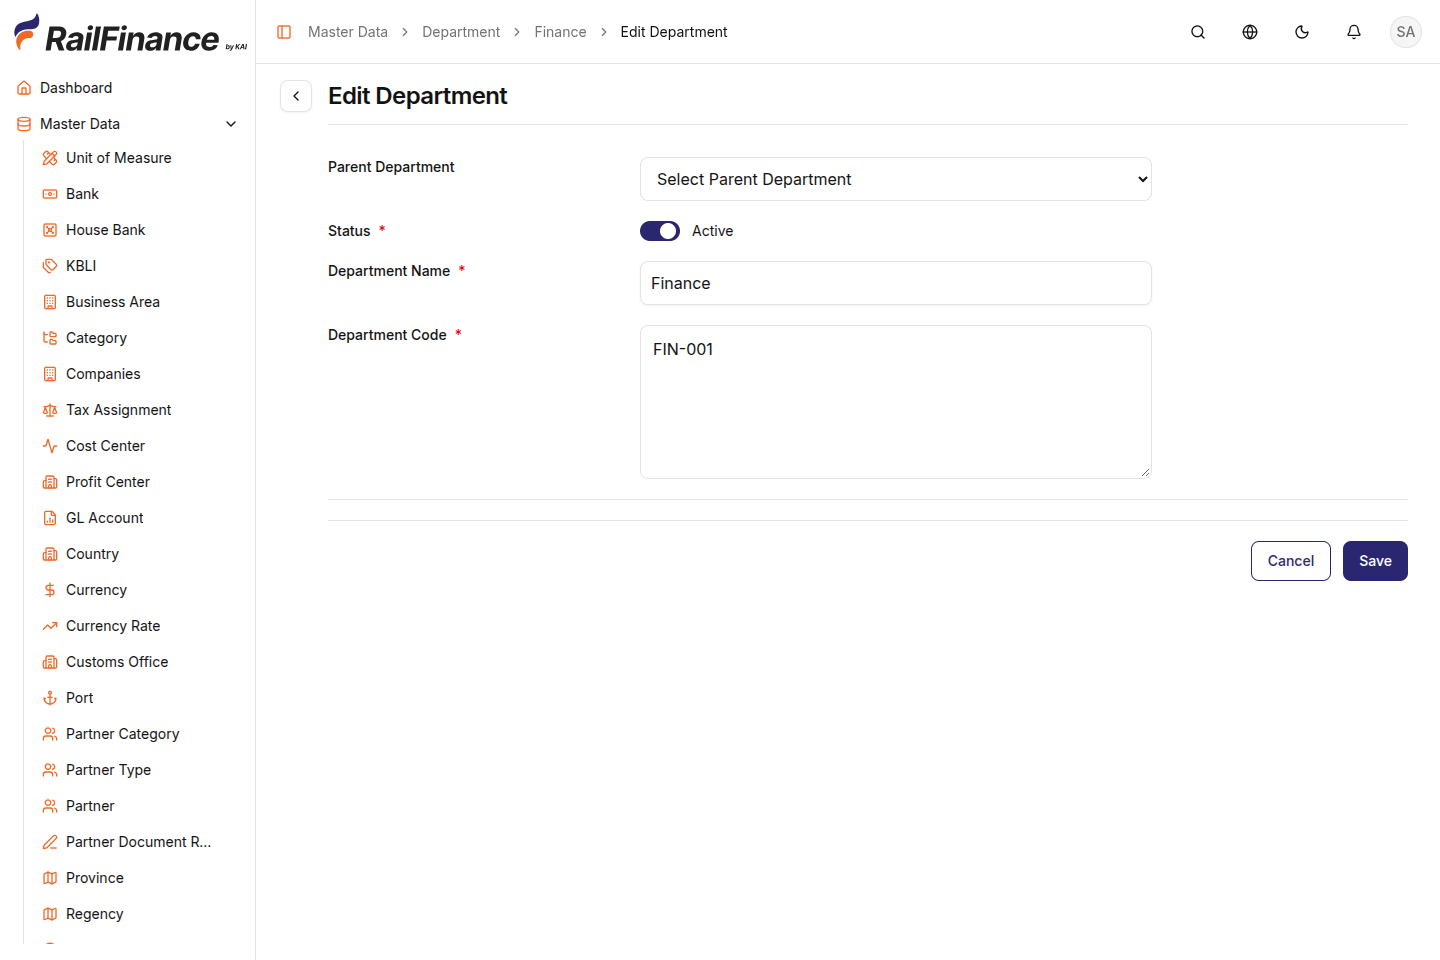 RailFinance by KAI
Master Data
Department
Finance
Edit Department
SA
Dashboard
Master Data
Unit of Measure
Bank
House Bank
KBLI
Business Area
Category
Companies
Tax Assignment
Cost Center
Profit Center
GL Account
Country
Currency
Currency Rate
Customs Office
Port
Partner Category
Partner Type
Partner
Partner Document R...
Province
Regency
Edit Department
Parent Department
Select Parent Department
Status *
Active
Department Name *
Finance
Department Code *
FIN-001
Cancel
Save